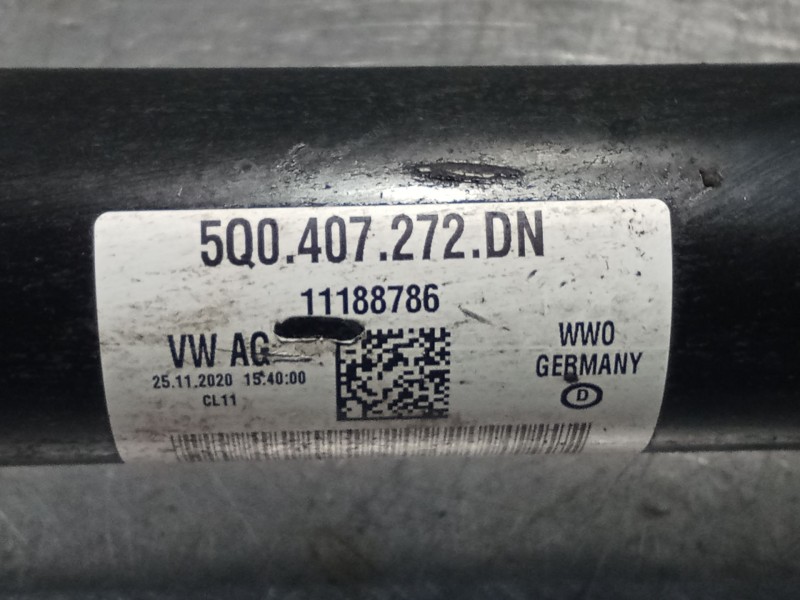 5Q0.407.272.DN
11188786
VW AG
25.11.2020 15:40:00
CL11
WWO
GERMANY
D